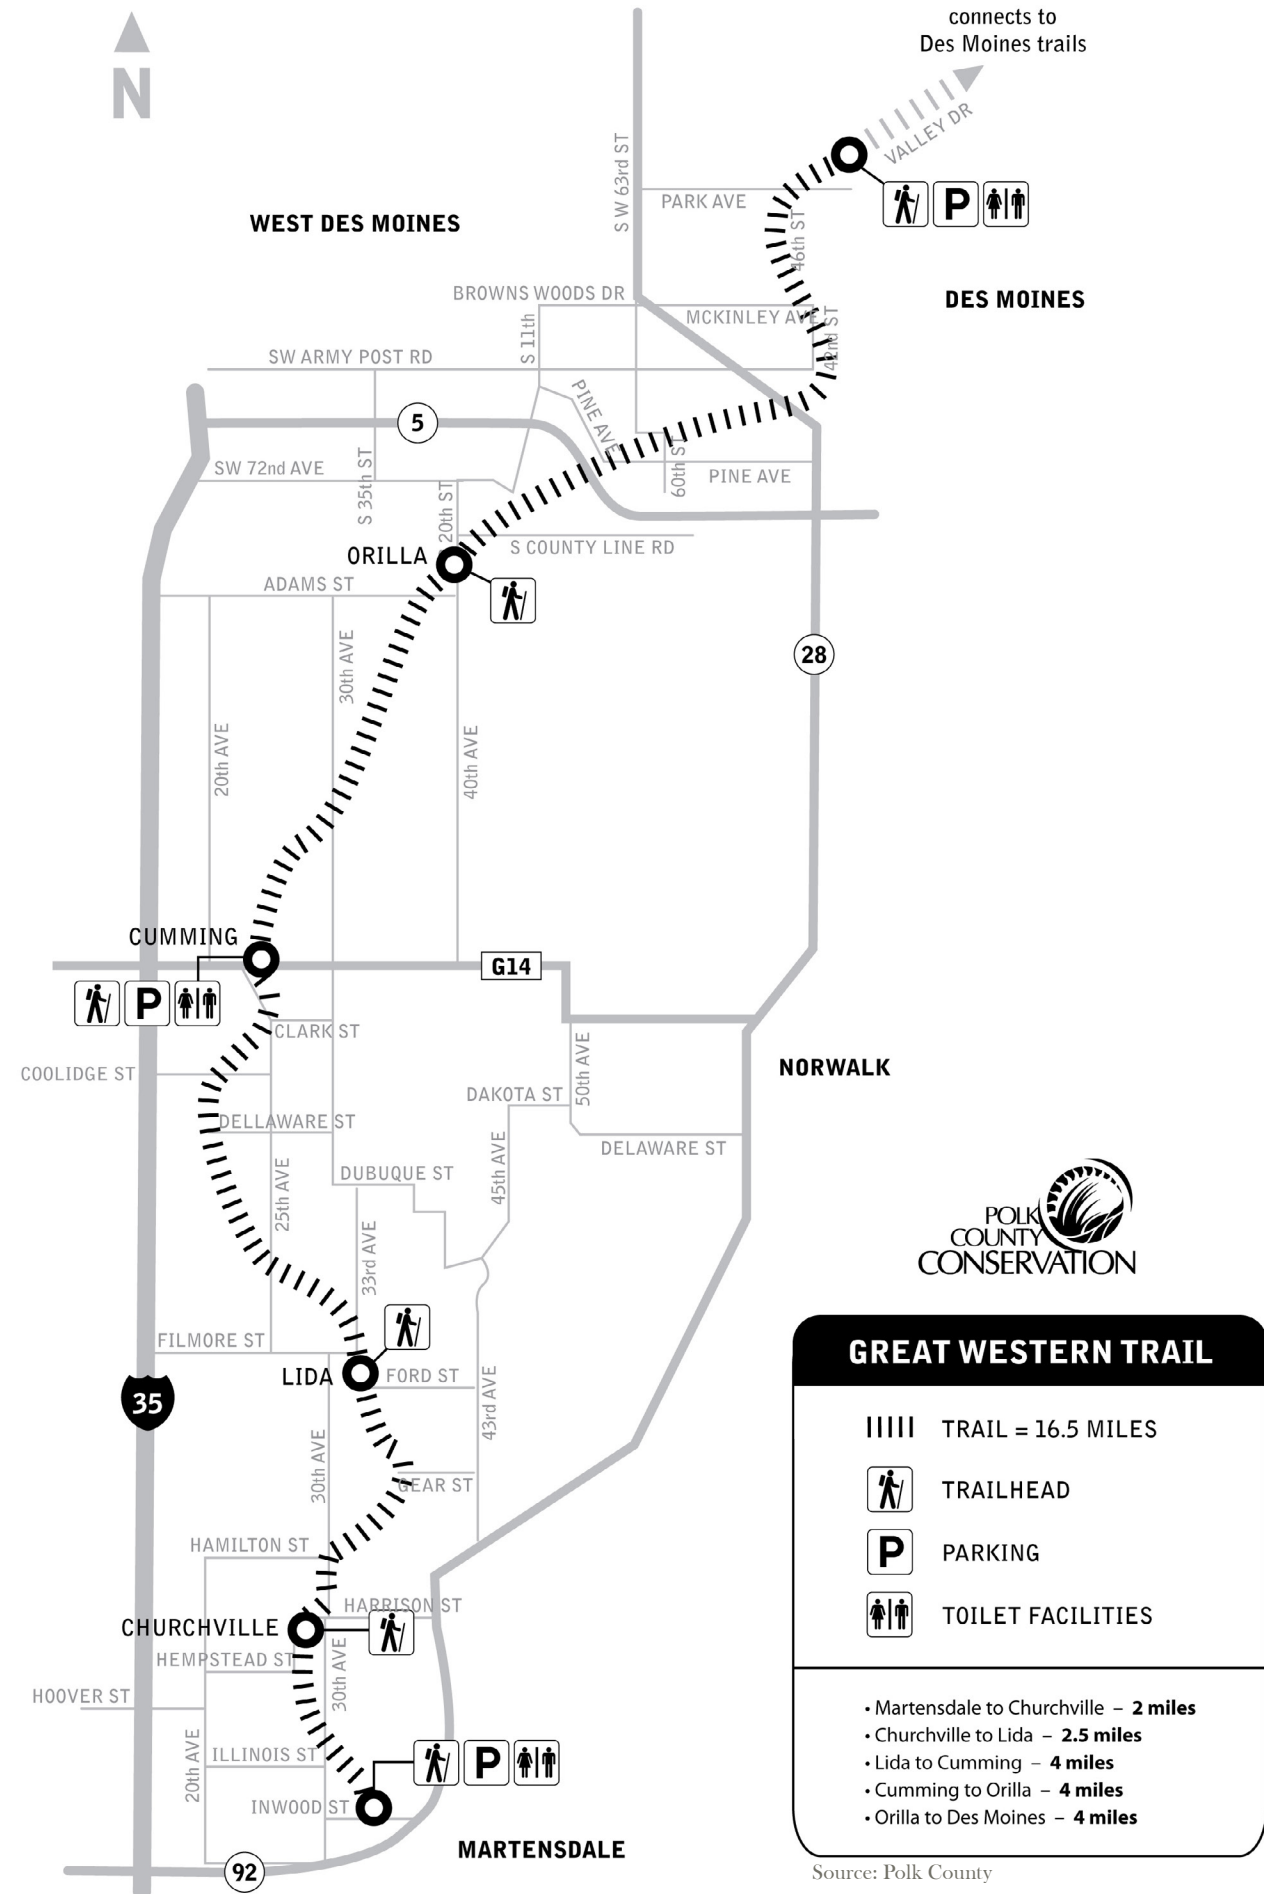 connects to
Des Moines trails
N
VALLEY DR
S W 63rd ST
PARK AVE
P
WEST DES MOINES
46th ST
DES MOINES
BROWNS WOODS DR
MCKINLEY AVE
S 11th
42nd ST
SW ARMY POST RD
PINE AVE
5
SW 72nd AVE
S 35th ST
60th ST
PINE AVE
20th ST
S COUNTY LINE RD
ORILLA
ADAMS ST
30th AVE
28
20th AVE
40th AVE
CUMMING
G14
P
CLARK ST
COOLIDGE ST
50th AVE
NORWALK
DAKOTA ST
DELLAWARE ST
DELAWARE ST
45th AVE
25th AVE
DUBUQUE ST
33rd AVE
POLK
COUNTY
CONSERVATION
FILMORE ST
LIDA
FORD ST
35
43rd AVE
30th AVE
GEAR ST
HAMILTON ST
HARRISON ST
CHURCHVILLE
HEMPSTEAD ST
30th AVE
HOOVER ST
20th AVE
ILLINOIS ST
P
INWOOD ST
MARTENSDALE
92
GREAT WESTERN TRAIL
TRAIL = 16.5 MILES
TRAILHEAD
P PARKING
TOILET FACILITIES
• Martensdale to Churchville – 2 miles
• Churchville to Lida – 2.5 miles
• Lida to Cumming – 4 miles
• Cumming to Orilla – 4 miles
• Orilla to Des Moines – 4 miles
Source: Polk County